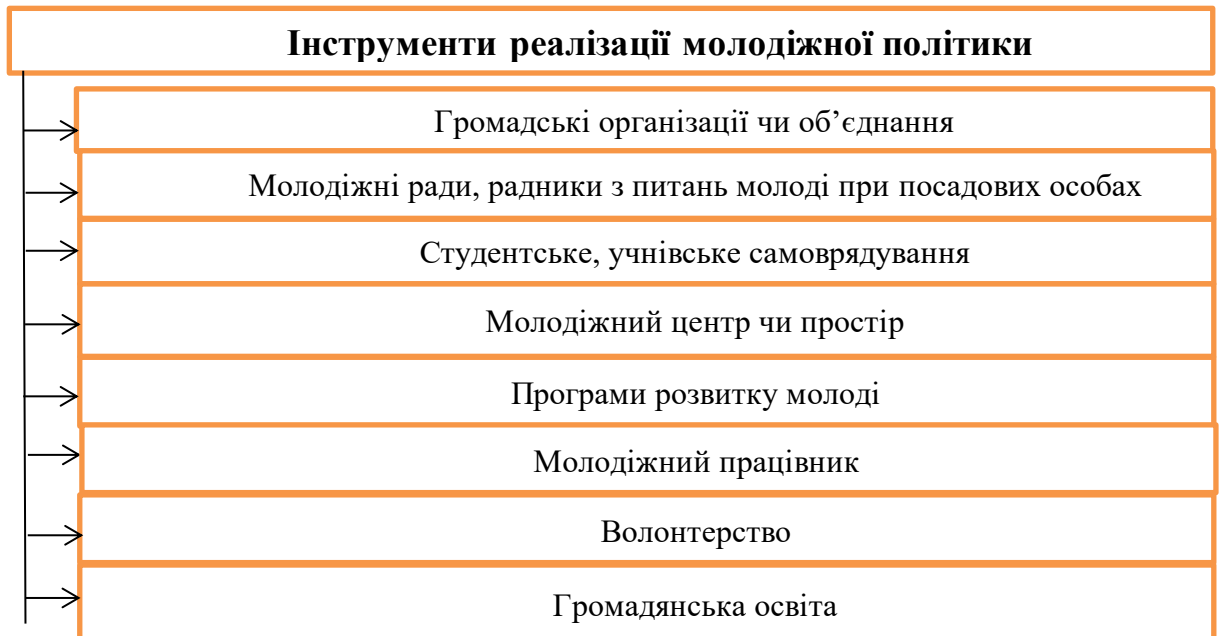 Інструменти реалізації молодіжної політики
Громадські організації чи об’єднання
Молодіжні ради, радники з питань молоді при посадових особах
Студентське, учнівське самоврядування
Молодіжний центр чи простір
Програми розвитку молоді
Молодіжний працівник
Волонтерство
Громадянська освіта